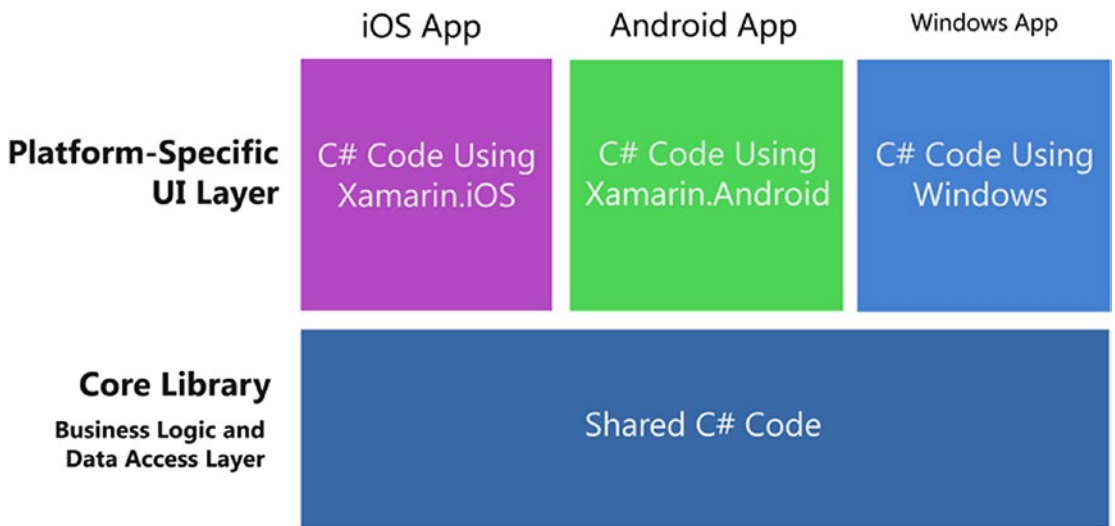 iOS App
Android App
Windows App
Platform-Specific
UI Layer
C# Code Using
Xamarin.iOS
C# Code Using
Xamarin.Android
C# Code Using
Windows
Core Library
Business Logic and
Data Access Layer
Shared C# Code